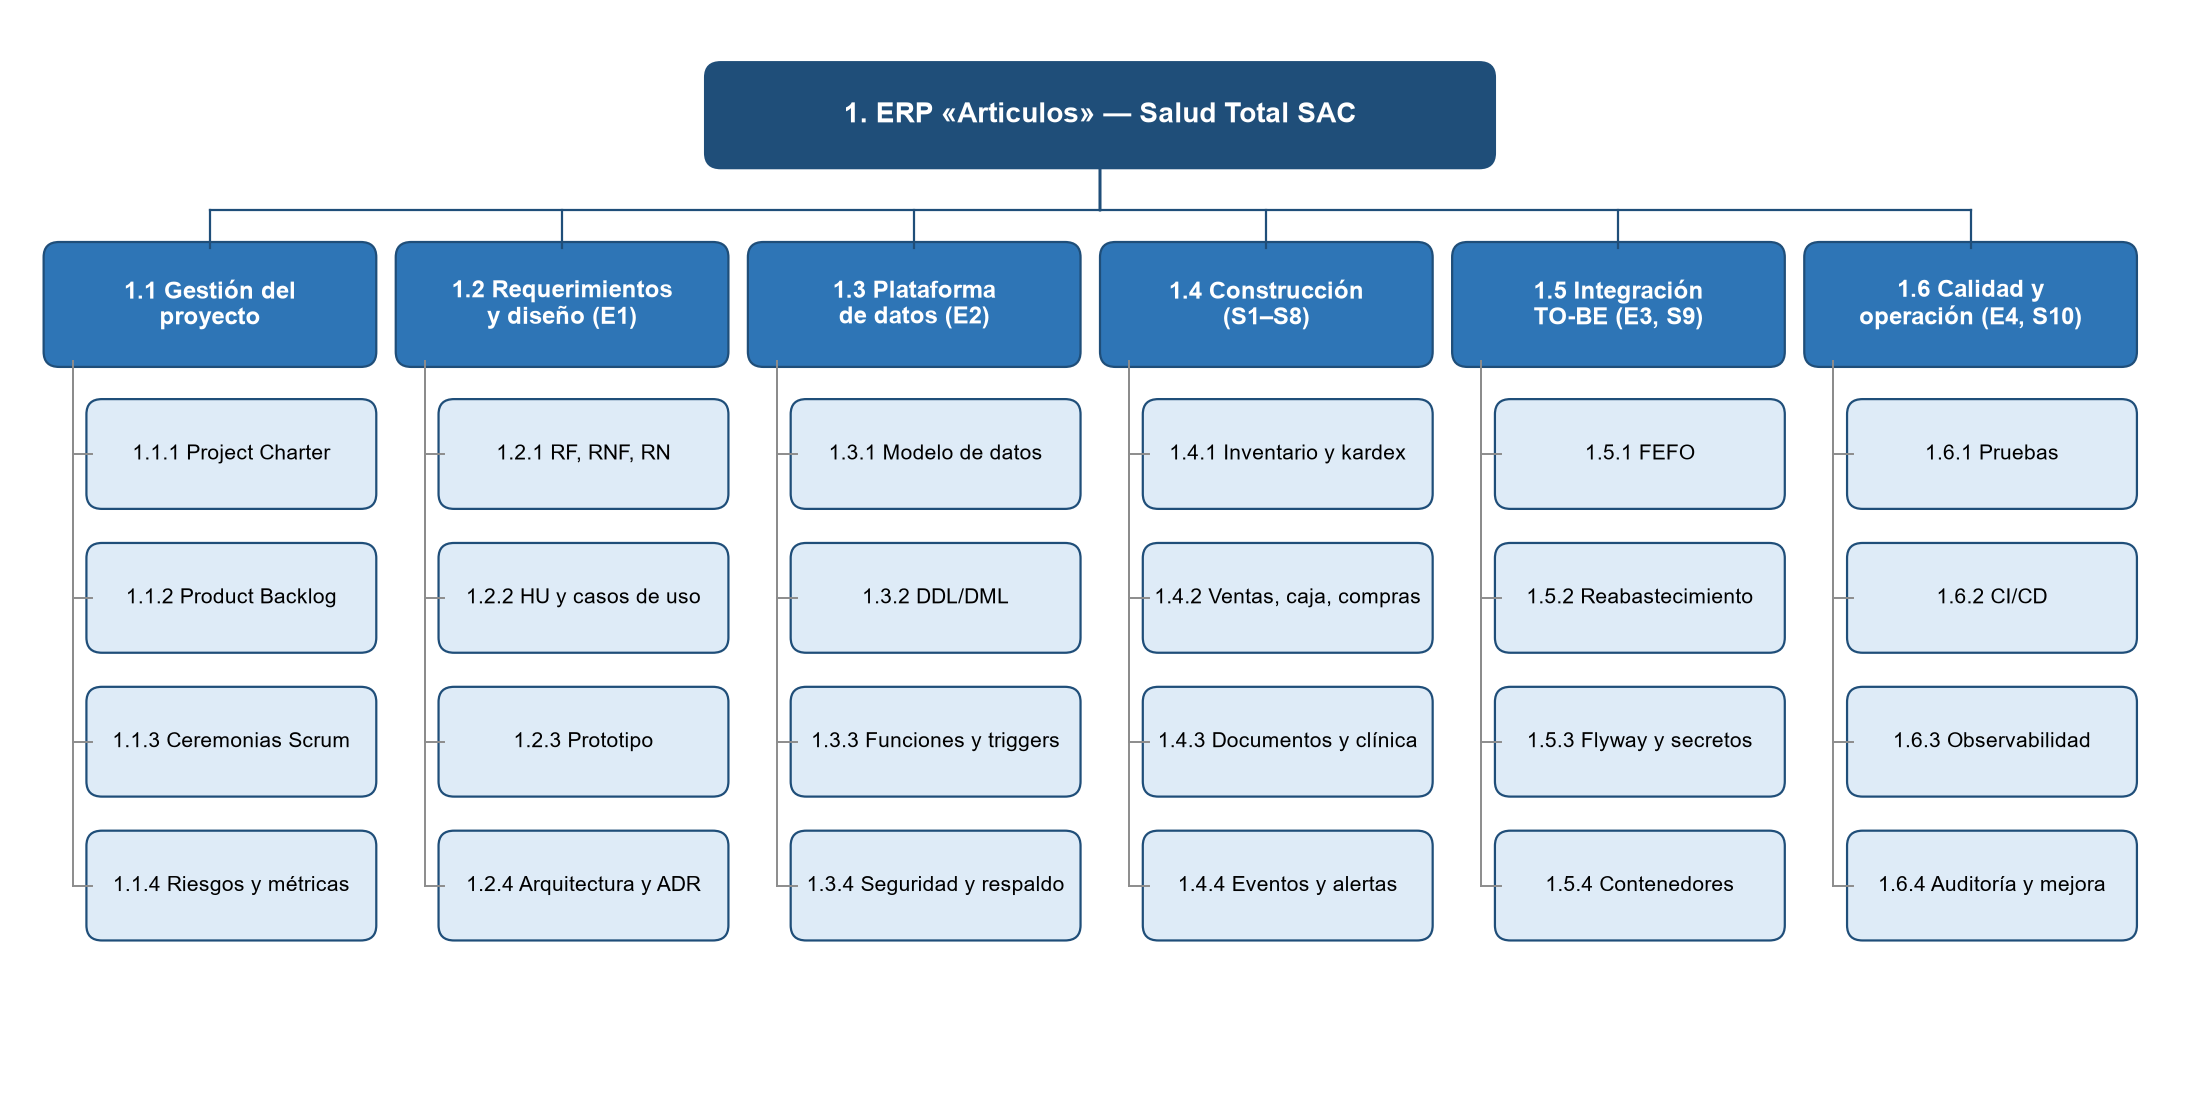 1. ERP «Articulos» — Salud Total SAC
1.1 Gestión del
proyecto
1.2 Requerimientos
y diseño (E1)
1.3 Plataforma
de datos (E2)
1.4 Construcción
(S1–S8)
1.5 Integración
TO-BE (E3, S9)
1.6 Calidad y
operación (E4, S10)
1.1.1 Project Charter
1.1.2 Product Backlog
1.1.3 Ceremonias Scrum
1.1.4 Riesgos y métricas
1.2.1 RF, RNF, RN
1.2.2 HU y casos de uso
1.2.3 Prototipo
1.2.4 Arquitectura y ADR
1.3.1 Modelo de datos
1.3.2 DDL/DML
1.3.3 Funciones y triggers
1.3.4 Seguridad y respaldo
1.4.1 Inventario y kardex
1.4.2 Ventas, caja, compras
1.4.3 Documentos y clínica
1.4.4 Eventos y alertas
1.5.1 FEFO
1.5.2 Reabastecimiento
1.5.3 Flyway y secretos
1.5.4 Contenedores
1.6.1 Pruebas
1.6.2 CI/CD
1.6.3 Observabilidad
1.6.4 Auditoría y mejora